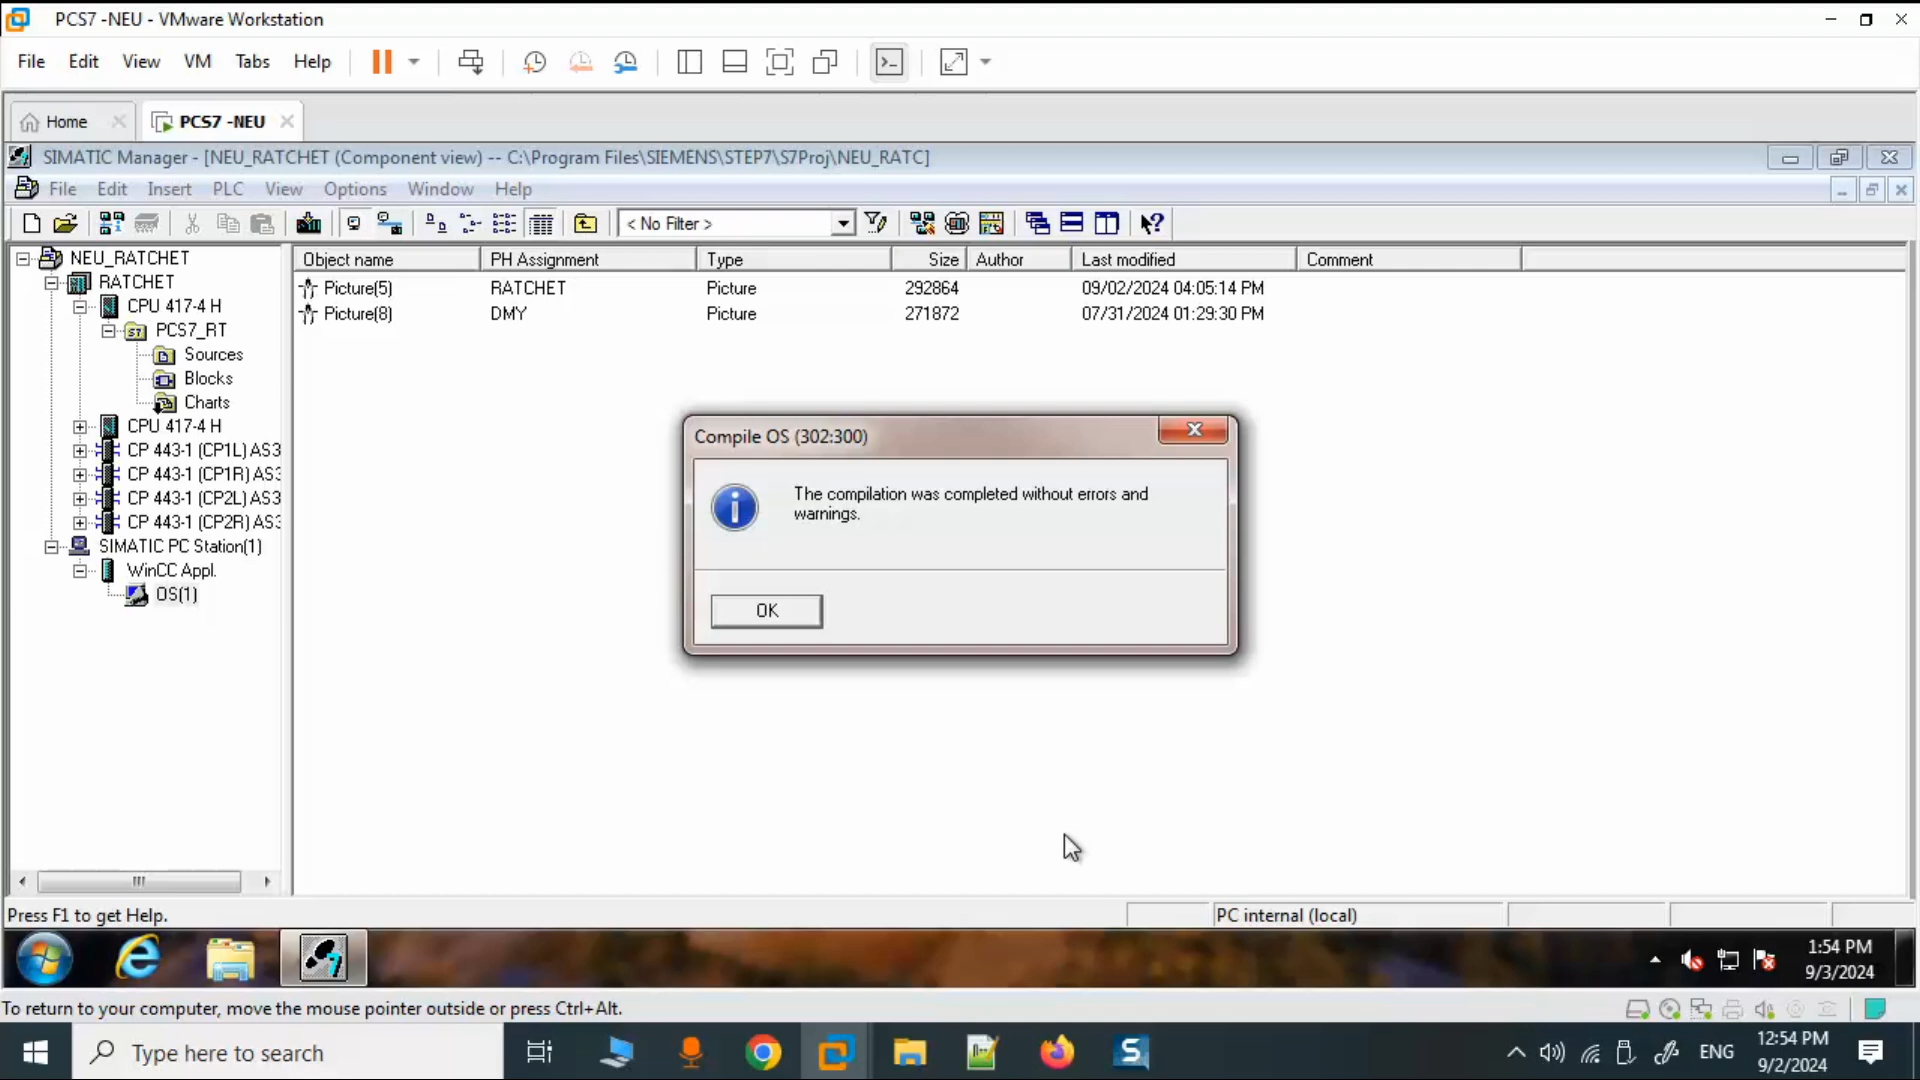 PCS7 -NEU - VMware Workstation
File Edit View VM Tabs Help
Home PCS7 -NEU
SIMATIC Manager - [NEU_RATCHET (Component view) -- C:\Program Files\SIEMENS\STEP7\S7Proj\NEU_RATC]
File Edit Insert PLC View Options Window Help
< No Filter >
NEU_RATCHET
RATCHET
CPU 417-4 H
PCS7_RT
Sources
Blocks
Charts
CPU 417-4 H
CP 443-1 (CP1L) AS3
CP 443-1 (CP1R) AS3
CP 443-1 (CP2L) AS3
CP 443-1 (CP2R) AS3
SIMATIC PC Station(1)
WinCC Appl.
OS(1)
Object name PH Assignment Type Size Author Last modified Comment
Picture(5) RATCHET Picture 292864 09/02/2024 04:05:14 PM
Picture(8) DMY Picture 271872 07/31/2024 01:29:30 PM
Compile OS (302:300)
The compilation was completed without errors and
warnings.
OK
Press F1 to get Help.
PC internal (local)
1:54 PM
9/3/2024
To return to your computer, move the mouse pointer outside or press Ctrl+Alt.
Type here to search
ENG
12:54 PM
9/2/2024